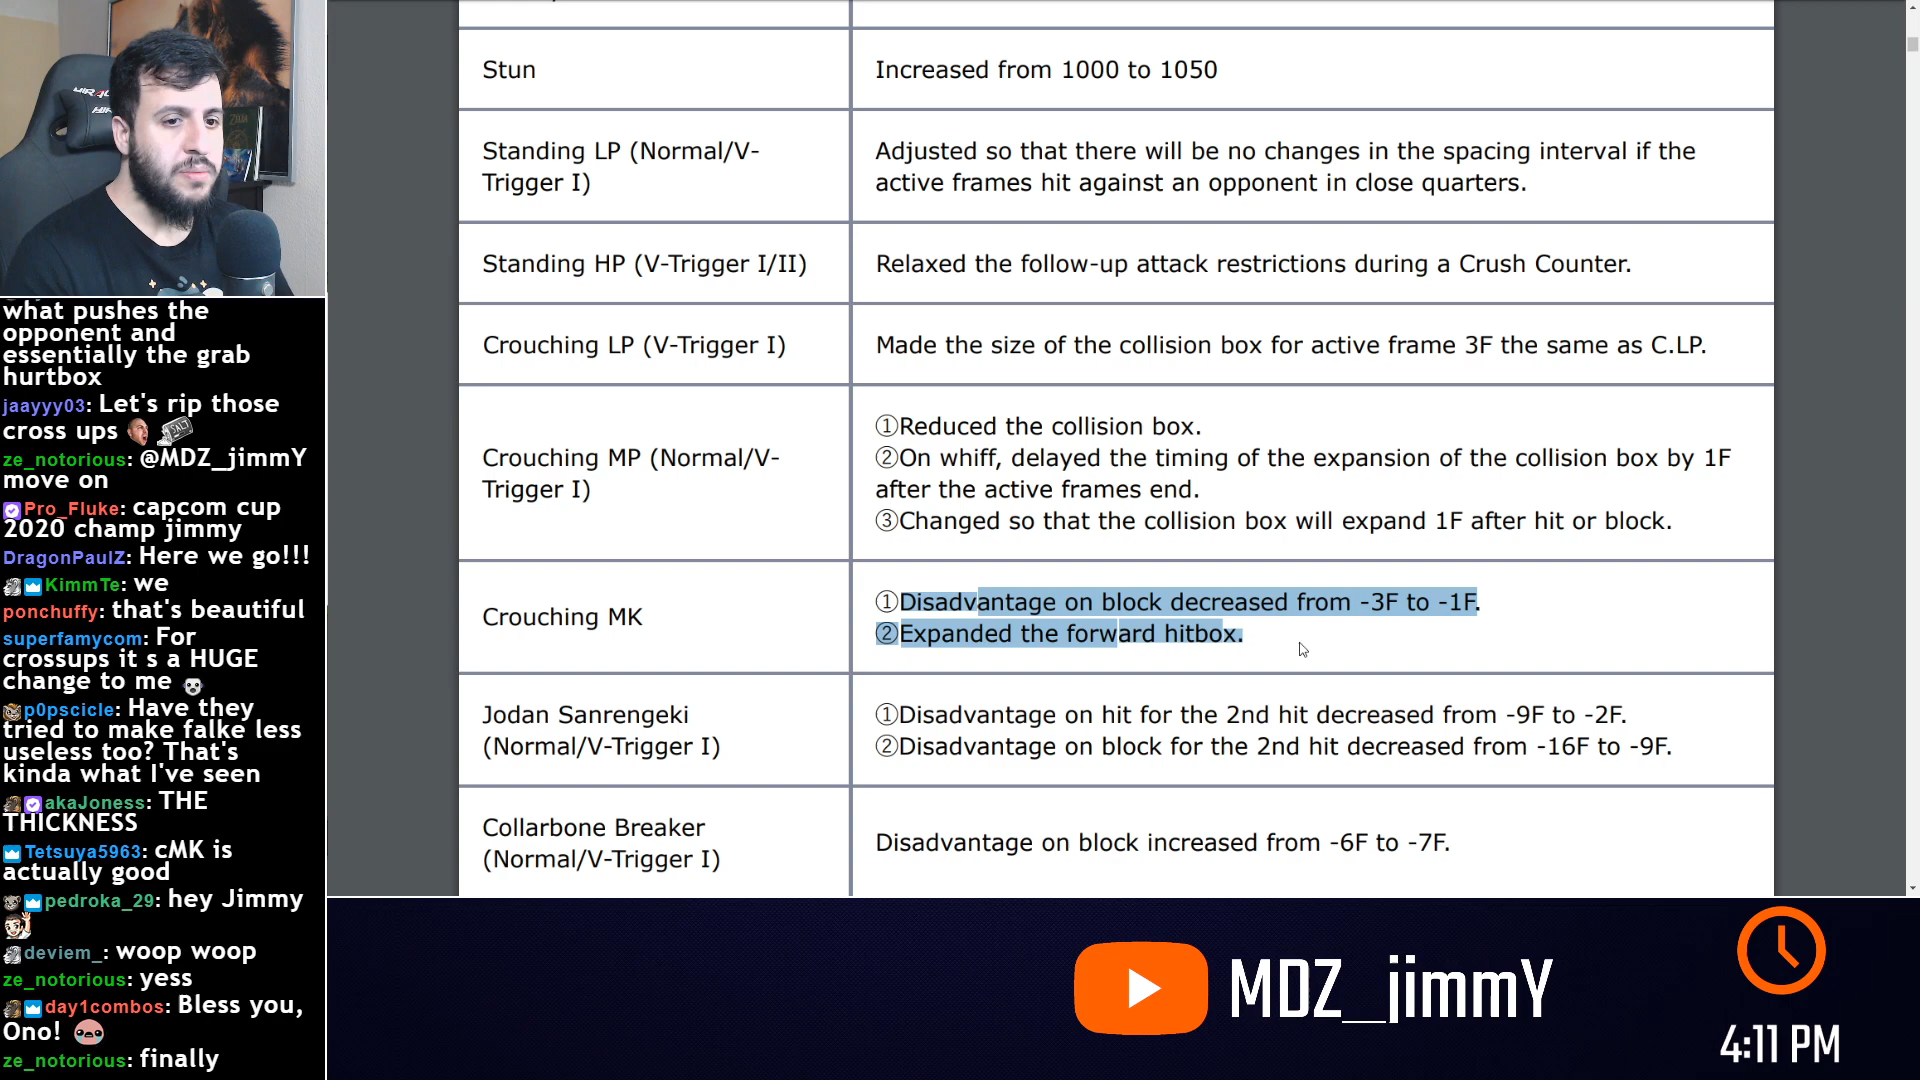 Stun
Increased from 1000 to 1050
Standing LP (Normal/V-
Trigger I)
Adjusted so that there will be no changes in the spacing interval if the
active frames hit against an opponent in close quarters.
Standing HP (V-Trigger I/II)
Relaxed the follow-up attack restrictions during a Crush Counter.
Crouching LP (V-Trigger I)
Made the size of the collision box for active frame 3F the same as C.LP.
Crouching MP (Normal/V-
Trigger I)
①Reduced the collision box.
②On whiff, delayed the timing of the expansion of the collision box by 1F
after the active frames end.
③Changed so that the collision box will expand 1F after hit or block.
Crouching MK
①Disadvantage on block decreased from -3F to -1F.
②Expanded the forward hitbox.
Jodan Sanrengeki
(Normal/V-Trigger I)
①Disadvantage on hit for the 2nd hit decreased from -9F to -2F.
②Disadvantage on block for the 2nd hit decreased from -16F to -9F.
Collarbone Breaker
(Normal/V-Trigger I)
Disadvantage on block increased from -6F to -7F.
what pushes the
opponent and
essentially the grab
hurtbox
jaayyy03: Let's rip those
cross ups
SALT
ze_notorious: @MDZ_jimmY
move on
Pro_Fluke: capcom cup
2020 champ jimmy
DragonPaulZ: Here we go!!!
KimmTe: we
ponchuffy: that's beautiful
superfamycom: For
crossups it s a HUGE
change to me
p0pscicle: Have they
tried to make falke less
useless too? That's
kinda what I've seen
akaJoness: THE
THICKNESS
Tetsuya5963: cMK is
actually good
pedroka_29: hey Jimmy
deviem_: woop woop
ze_notorious: yess
day1combos: Bless you,
Ono!
ze_notorious: finally
MDZ_jimmY
4:11 PM